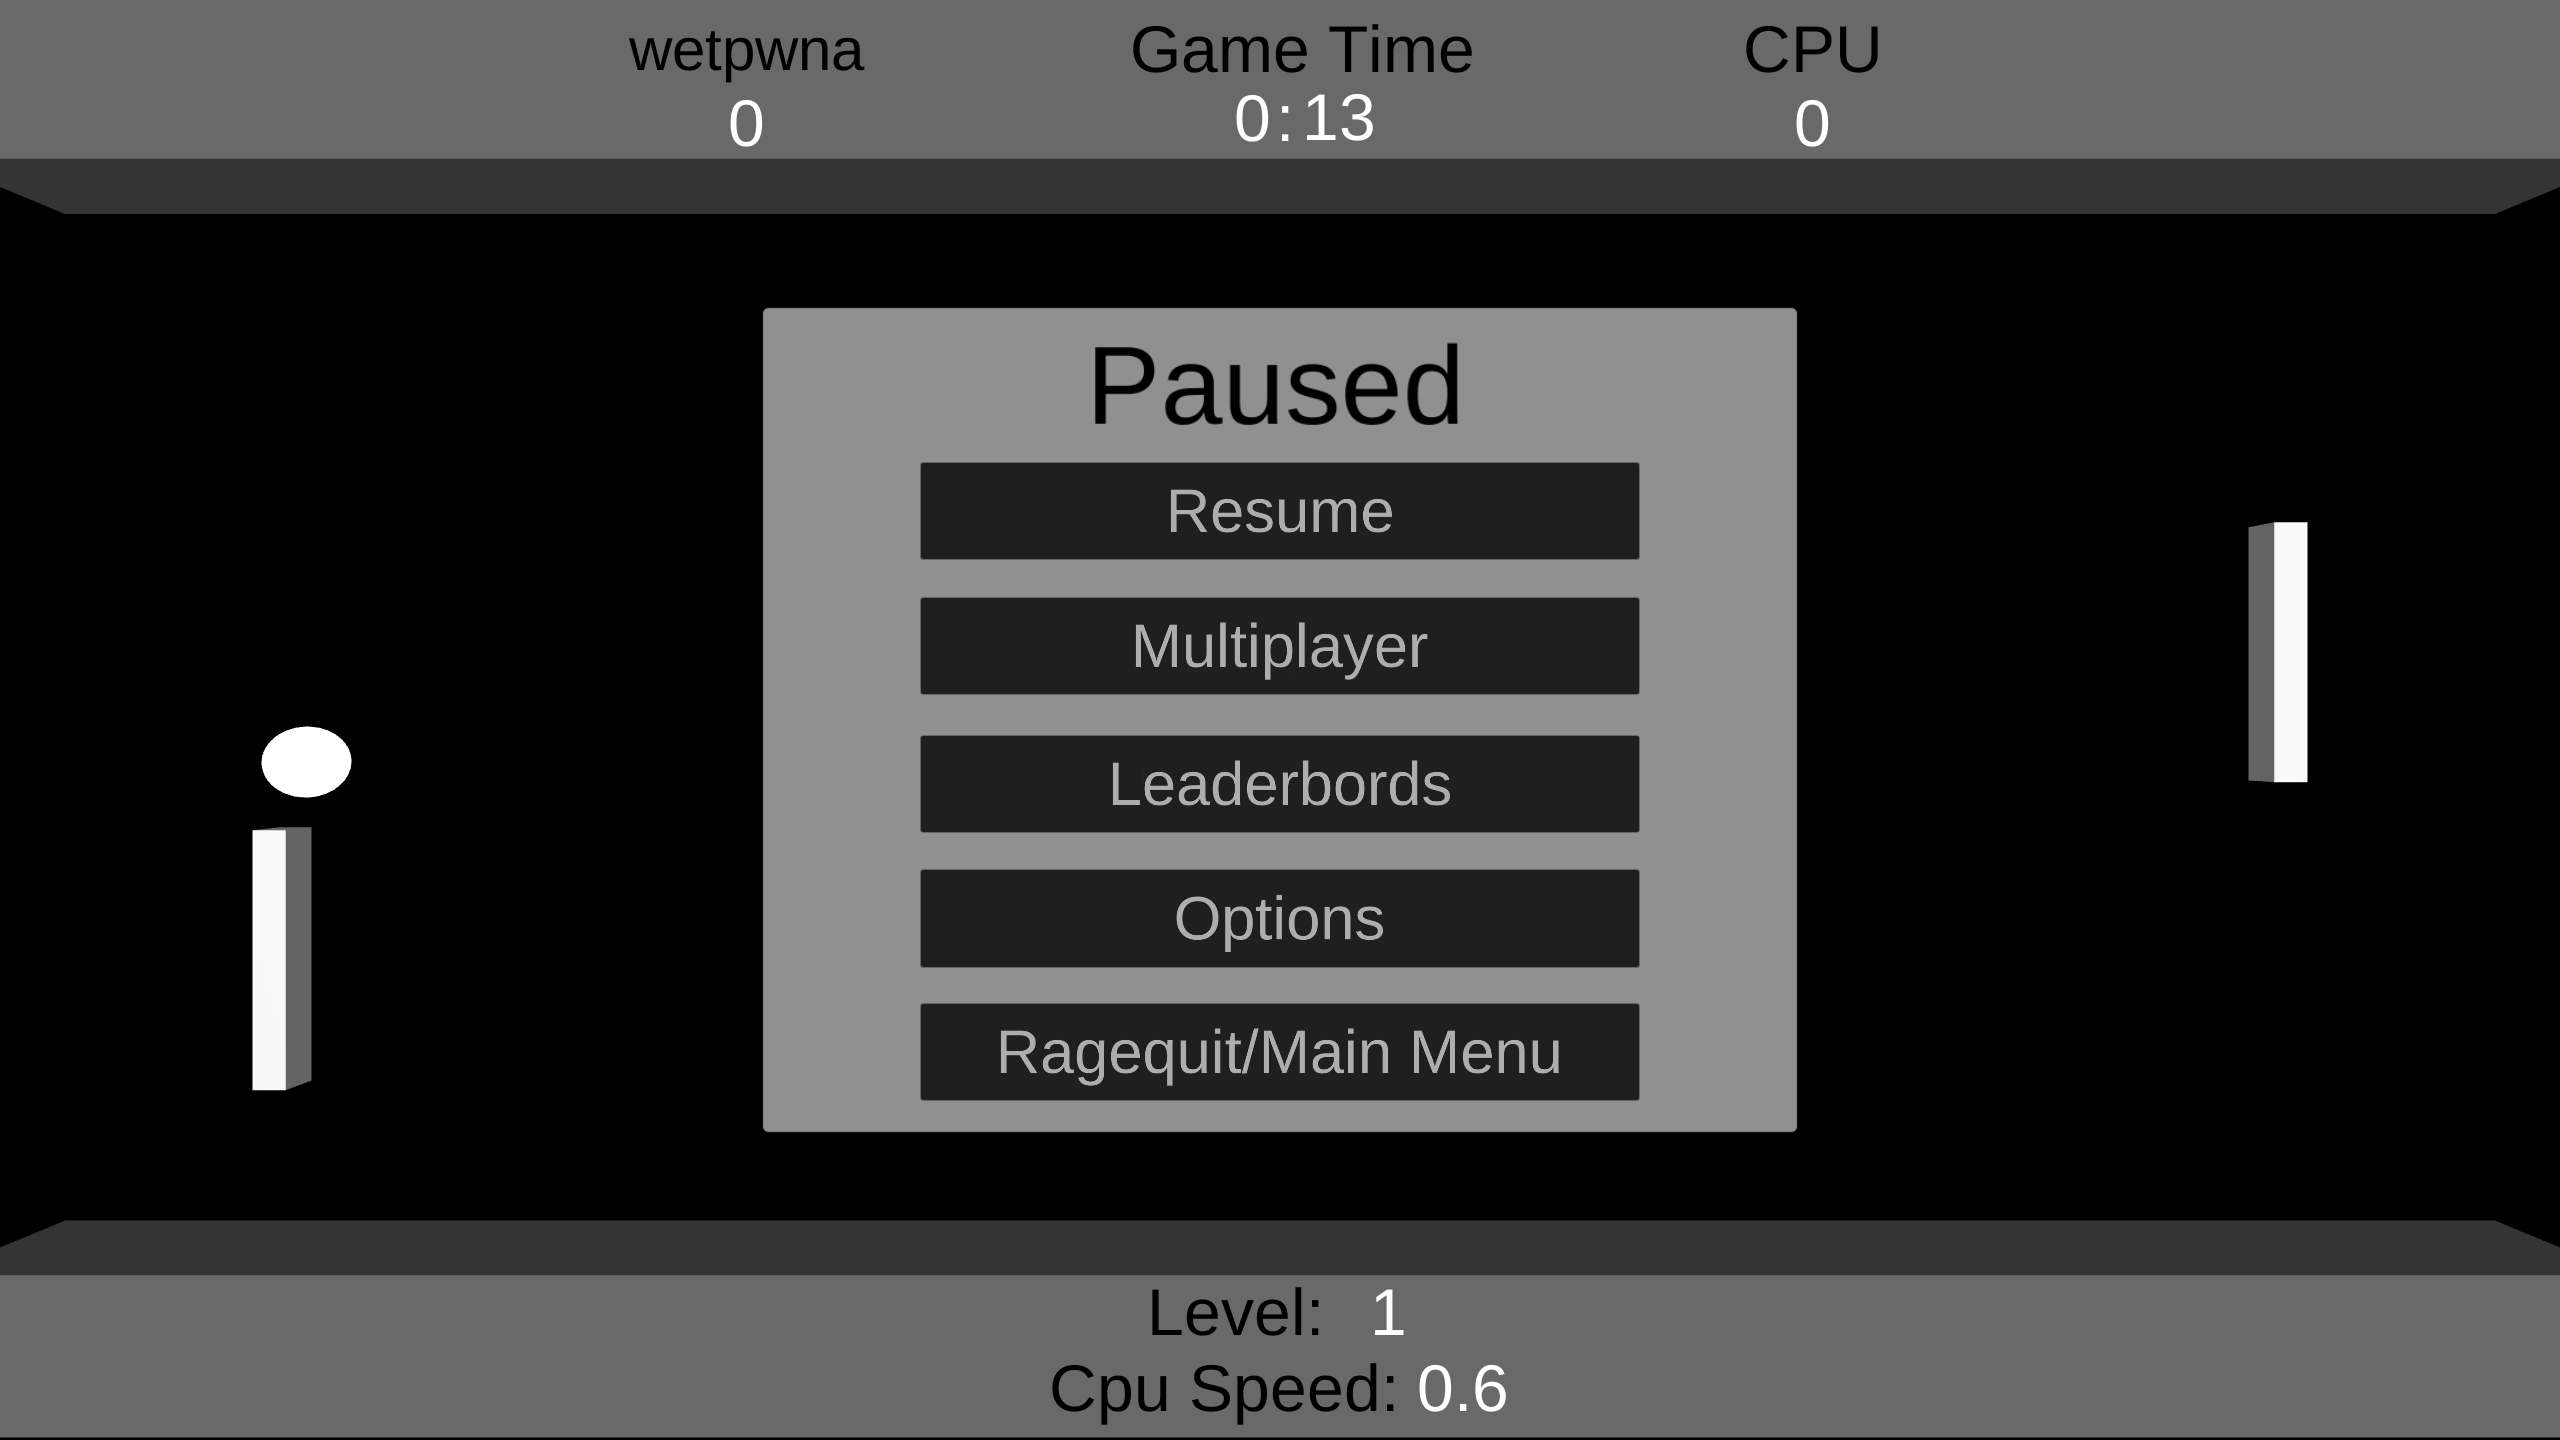 wetpwna Game Time CPU
0 0:13 0
Paused
Resume
Multiplayer
Leaderbords
Options
Ragequit/Main Menu
Level: 1
Cpu Speed: 0.6